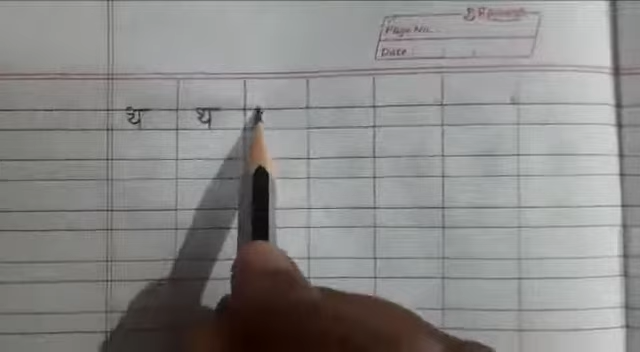 Page No.
Date
थ थ